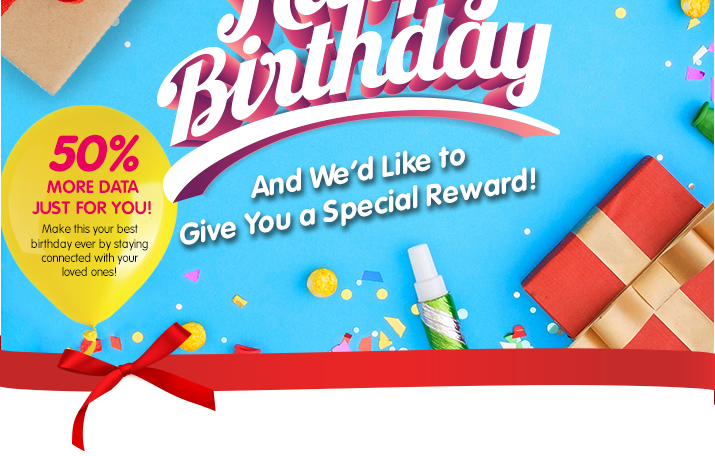 Happy
Birthday
And We'd Like to
Give You a Special Reward!
50%
MORE DATA
JUST FOR YOU!
Make this your best
birthday ever by staying
connected with your
loved ones!